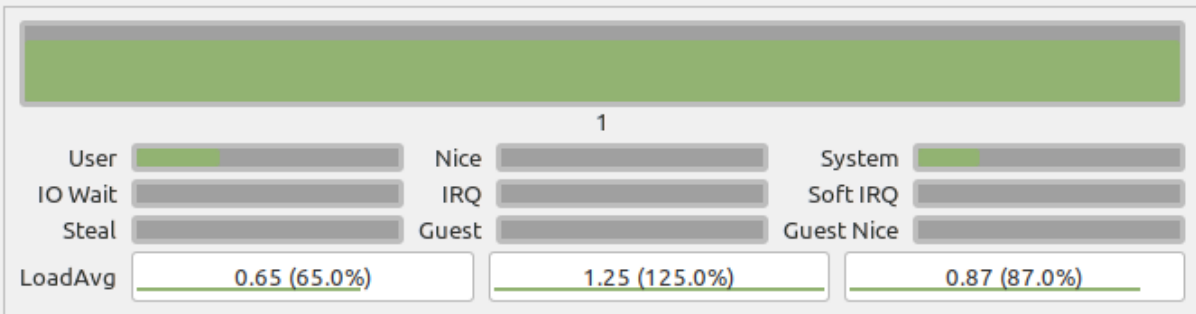 1
User Nice System
IO Wait IRQ Soft IRQ
Steal Guest Guest Nice
LoadAvg 0.65 (65.0%) 1.25 (125.0%) 0.87 (87.0%)